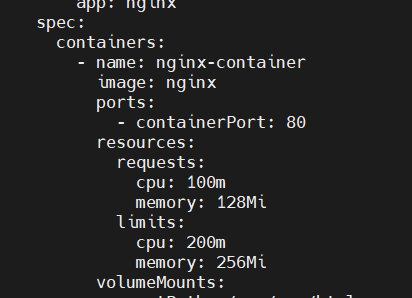 app: nginx
spec:
containers:
- name: nginx-container
image: nginx
ports:
- containerPort: 80
resources:
requests:
cpu: 100m
memory: 128Mi
limits:
cpu: 200m
memory: 256Mi
volumeMounts: